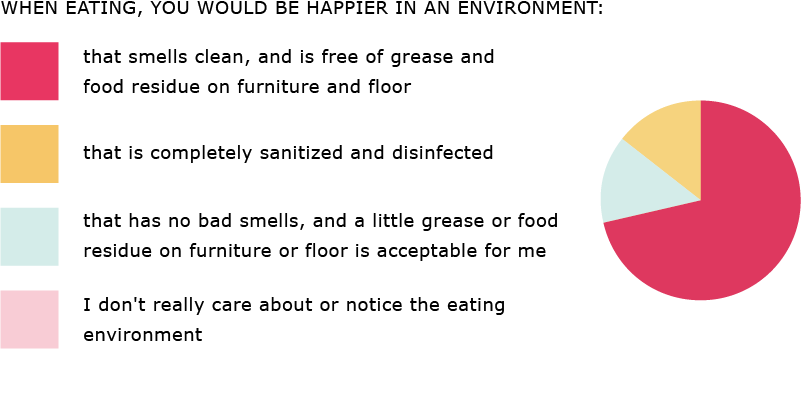 WHEN EATING, YOU WOULD BE HAPPIER IN AN ENVIRONMENT:
that smells clean, and is free of grease and
food residue on furniture and floor
that is completely sanitized and disinfected
that has no bad smells, and a little grease or food
residue on furniture or floor is acceptable for me
I don't really care about or notice the eating
environment